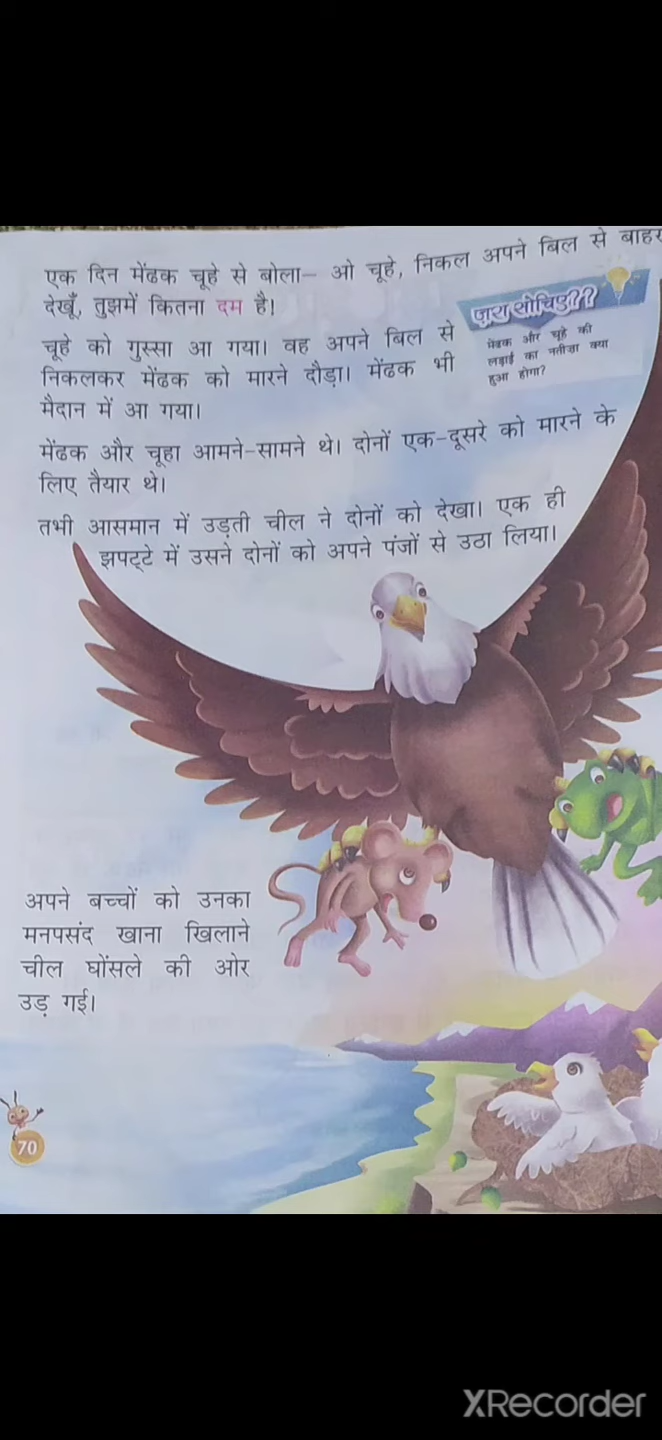 एक दिन मेंढक चूहे से बोला– ओ चूहे, निकल अपने बिल से बाहर
देखूँ, तुझमें कितना दम है!
ज़रा सोचिए??
मेंढक और चूहे की
लड़ाई का नतीज़ा क्या
हुआ होगा?
चूहे को गुस्सा आ गया। वह अपने बिल से
निकलकर मेंढक को मारने दौड़ा। मेंढक भी
मैदान में आ गया।
मेंढक और चूहा आमने-सामने थे। दोनों एक-दूसरे को मारने के
लिए तैयार थे।
तभी आसमान में उड़ती चील ने दोनों को देखा। एक ही
झपट्टे में उसने दोनों को अपने पंजों से उठा लिया।
अपने बच्चों को उनका
मनपसंद खाना खिलाने
चील घोंसले की ओर
उड़ गई।
70
XRecorder